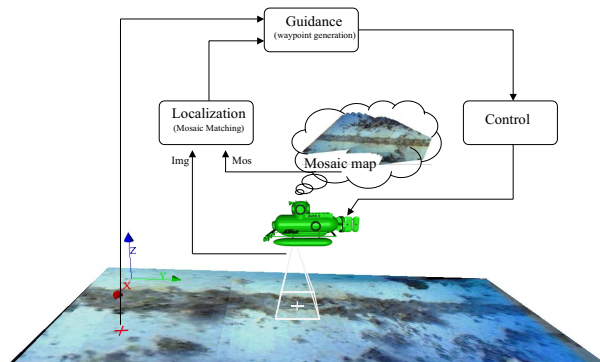 Guidance
(waypoint generation)
Localization
(Mosaic Matching)
Control
Mosaic map
Img
Mos
Z
Y
X